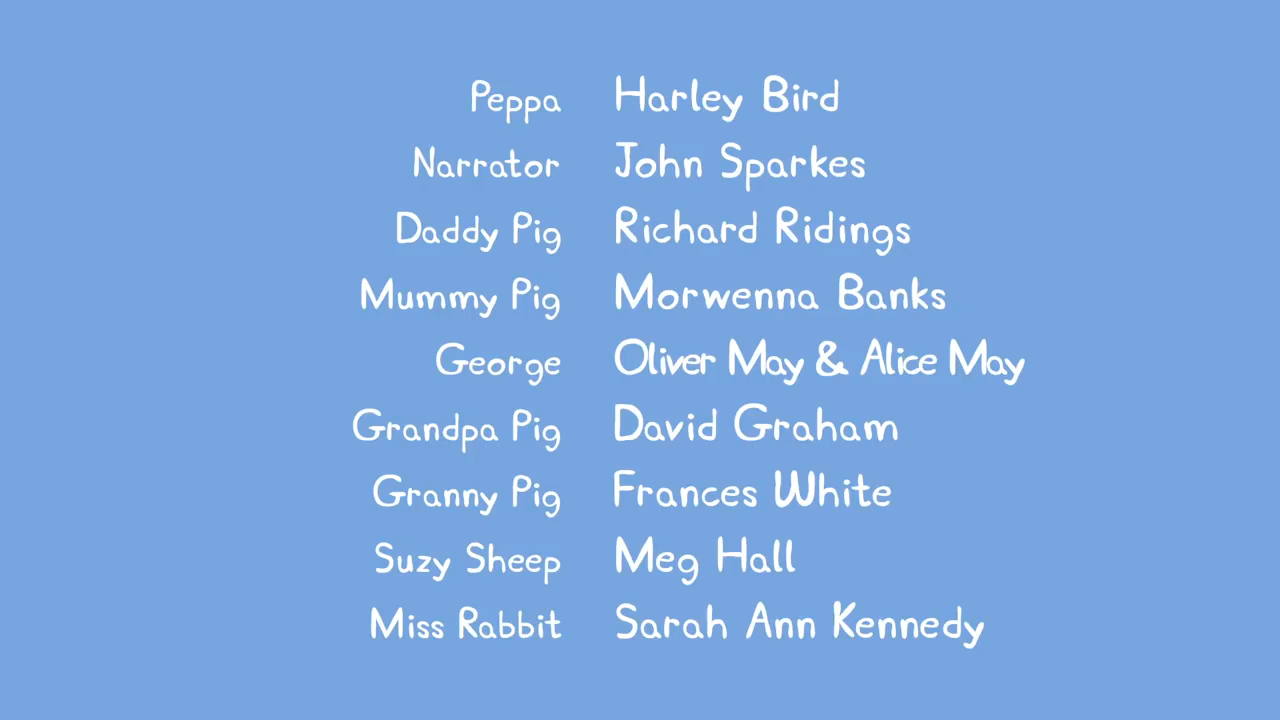 Peppa Harley Bird
Narrator John Sparkes
Daddy Pig Richard Ridings
Mummy Pig Morwenna Banks
George Oliver May & Alice May
Grandpa Pig David Graham
Granny Pig Frances White
Suzy Sheep Meg Hall
Miss Rabbit Sarah Ann Kennedy